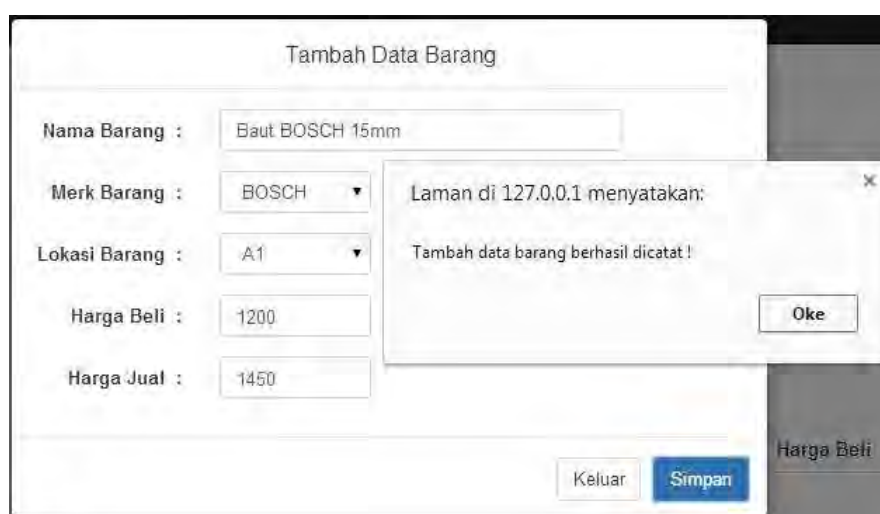 Tambah Data Barang
Nama Barang : Baut BOSCH 15mm
Merk Barang : BOSCH
Lokasi Barang : A1
Harga Beli : 1200
Harga Jual : 1450
Laman di 127.0.0.1 menyatakan:
Tambah data barang berhasil dicatat !
Oke
Harga Beli
Keluar Simpan